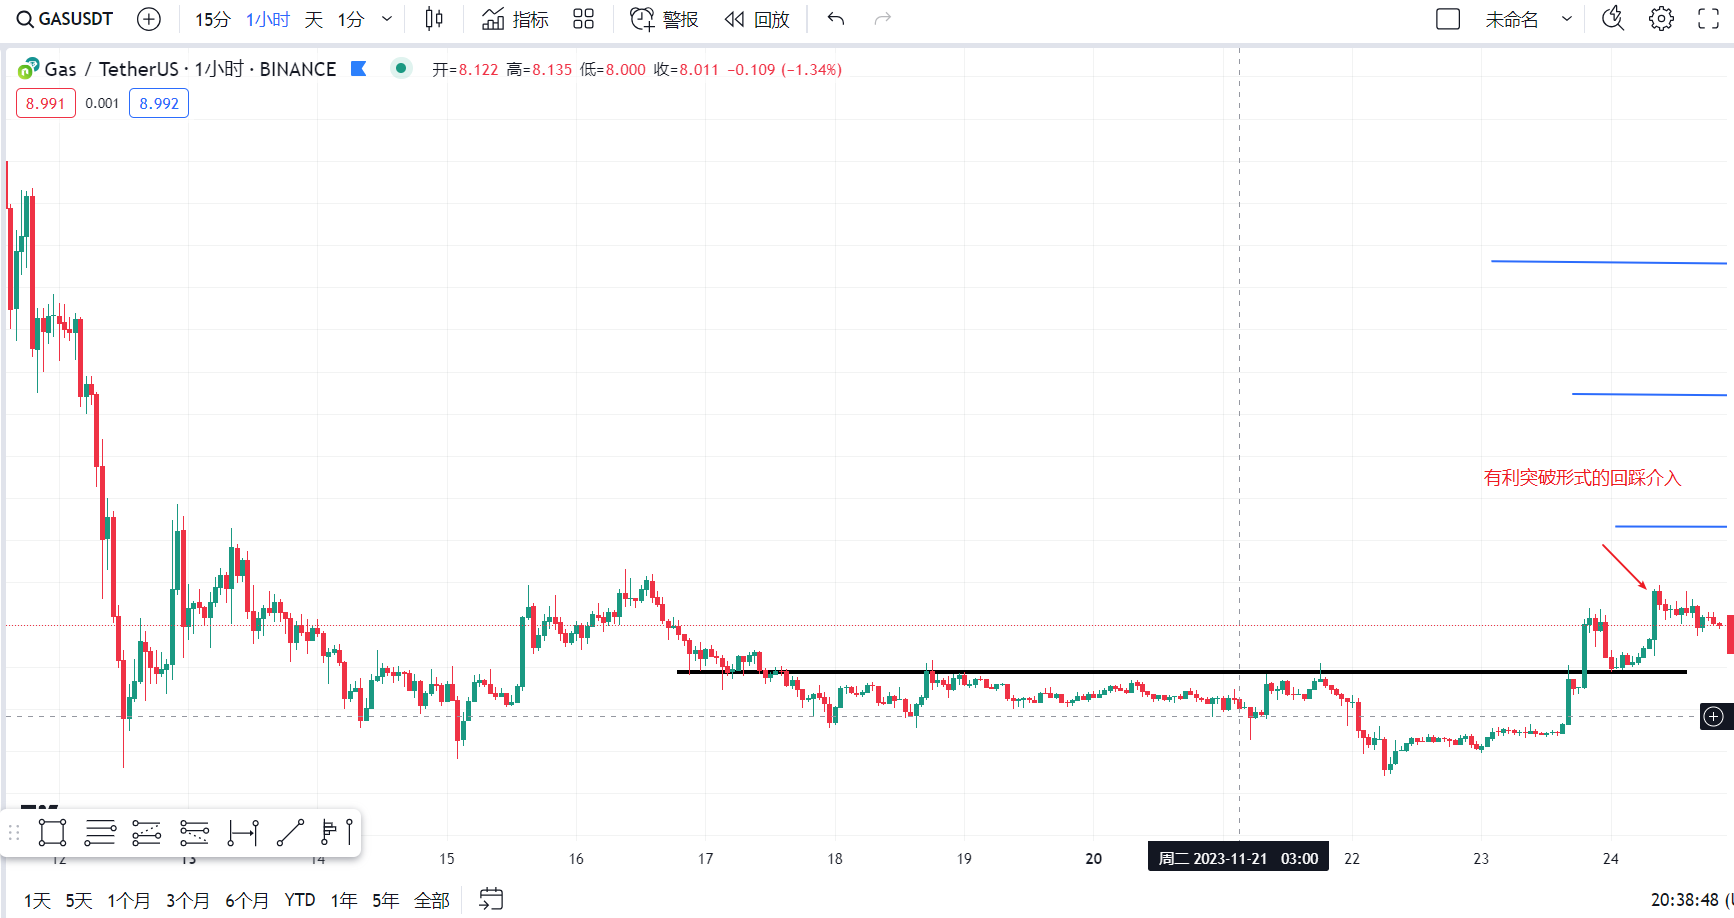 GASUSDT 15分 1小时 天 1分 指标 警报 回放 未命名
Gas / TetherUS · 1小时 · BINANCE 开=8.122 高=8.135 低=8.000 收=8.011 −0.109 (−1.34%)
8.991 0.001 8.992
有利突破形式的回踩介入
12 13 14 15 16 17 18 19 20 周二 2023-11-21 03:00 22 23 24
1天 5天 1个月 3个月 6个月 YTD 1年 5年 全部 20:38:48